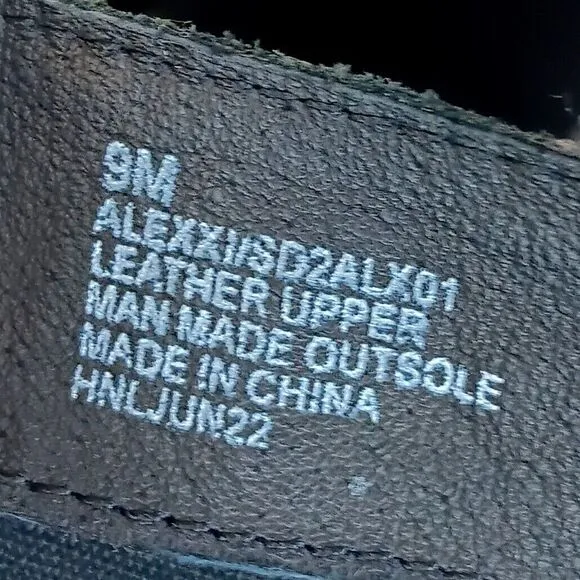 9M
ALEXXI/SD2ALX01
LEATHER UPPER
MAN MADE OUTSOLE
MADE IN CHINA
HNLJUN22